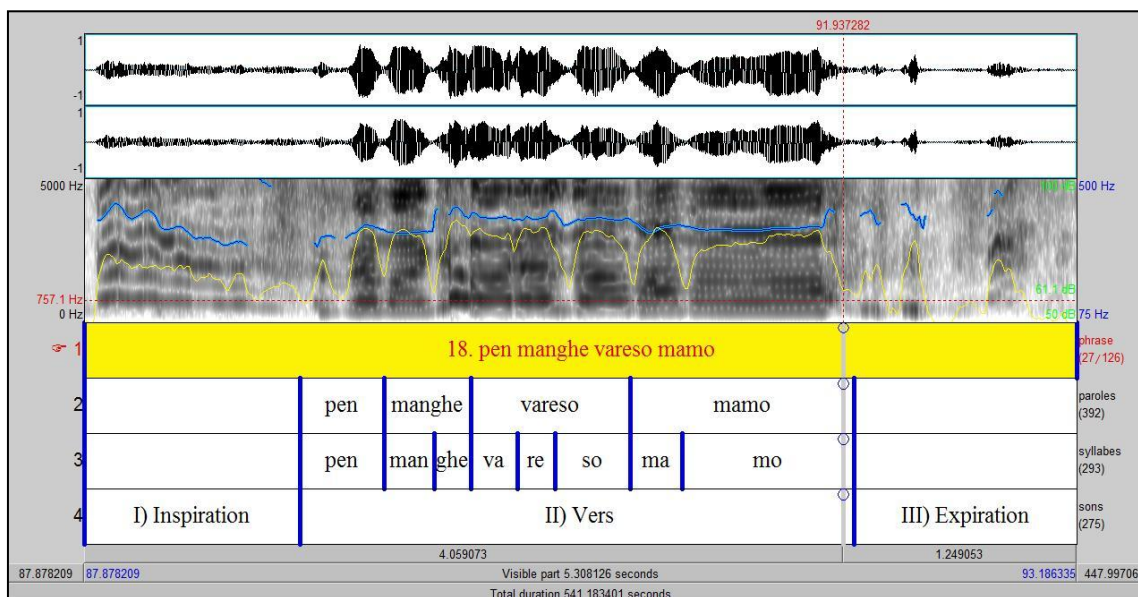 91.937282
1
-1
1
-1
5000 Hz
100 dB
500 Hz
757.1 Hz
61.1 dB
0 Hz
50 dB
75 Hz
1
18. pen manghe vareso mamo
phrase
(27/126)
2
pen manghe vareso mamo
paroles
(392)
3
pen man ghe va re so ma mo
syllabes
(293)
4
I) Inspiration II) Vers III) Expiration
sons
(275)
4.059073 1.249053
87.878209 87.878209 Visible part 5.308126 seconds 93.186335 447.99706
Total duration 541.183401 seconds